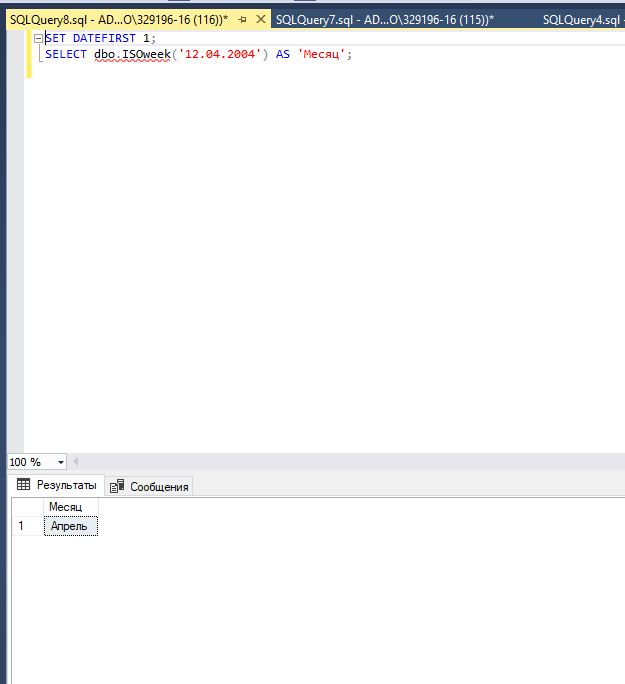 SQLQuery8.sql - AD...O\329196-16 (116))* SQLQuery7.sql - AD...O\329196-16 (115))* SQLQuery4.sql -
SET DATEFIRST 1;
SELECT dbo.ISOweek('12.04.2004') AS 'Месяц';
100 %
Результаты Сообщения
Месяц
1 Апрель